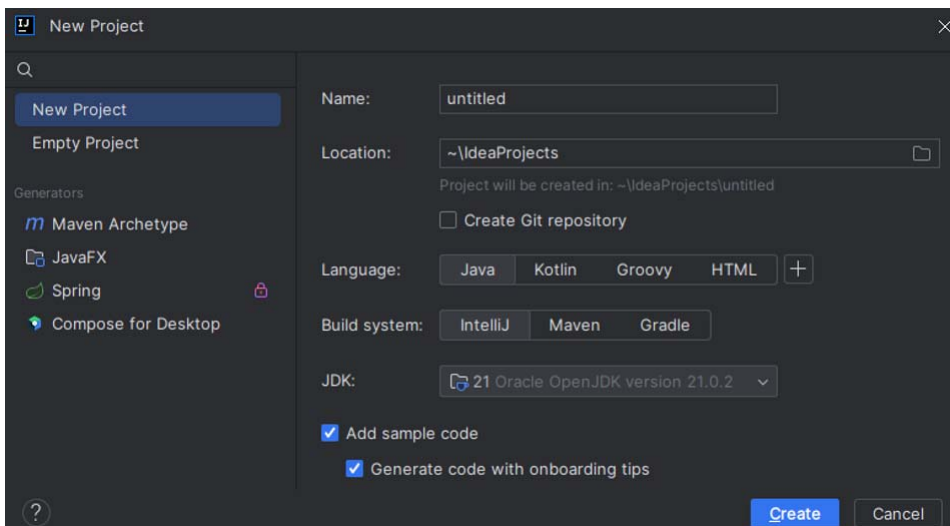 IJ New Project
New Project
Empty Project
Generators
m Maven Archetype
JavaFX
Spring
Compose for Desktop
Name: untitled
Location: ~\IdeaProjects
Project will be created in: ~\IdeaProjects\untitled
Create Git repository
Language: Java Kotlin Groovy HTML +
Build system: IntelliJ Maven Gradle
JDK: 21 Oracle OpenJDK version 21.0.2
Add sample code
Generate code with onboarding tips
? Create Cancel